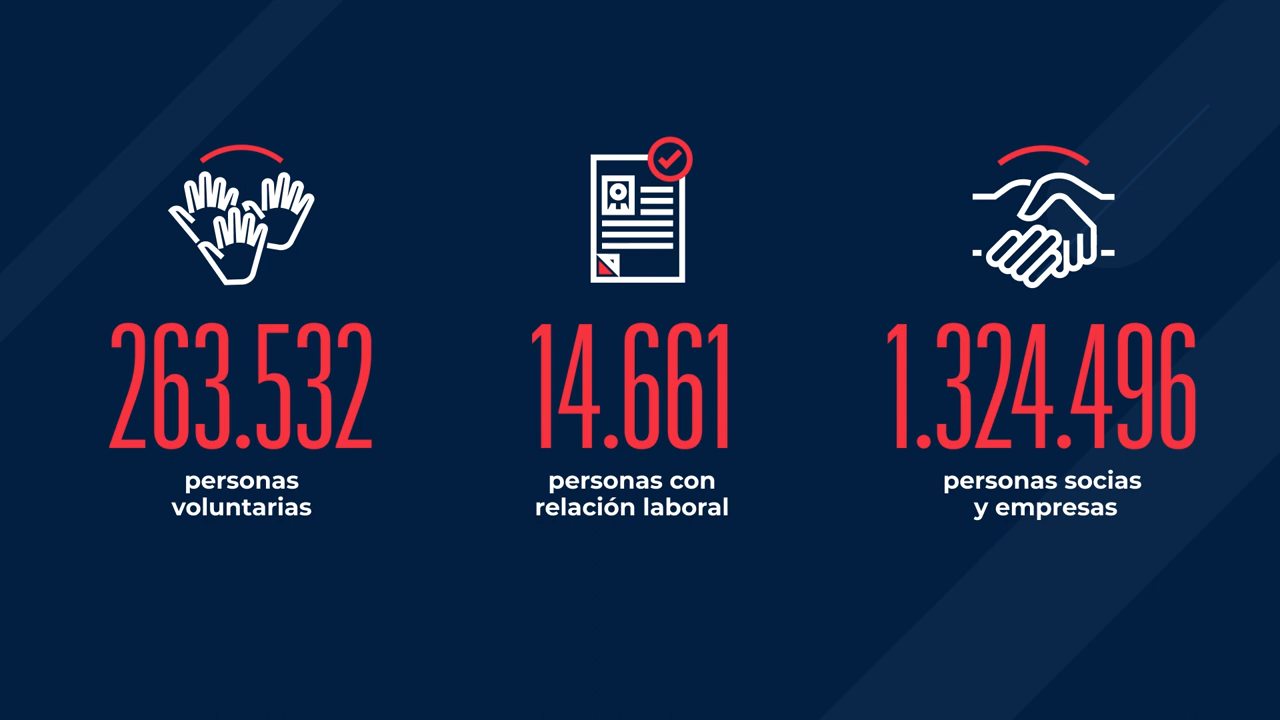 263.532
personas
voluntarias
14.661
personas con
relación laboral
1.324.496
personas socias
y empresas